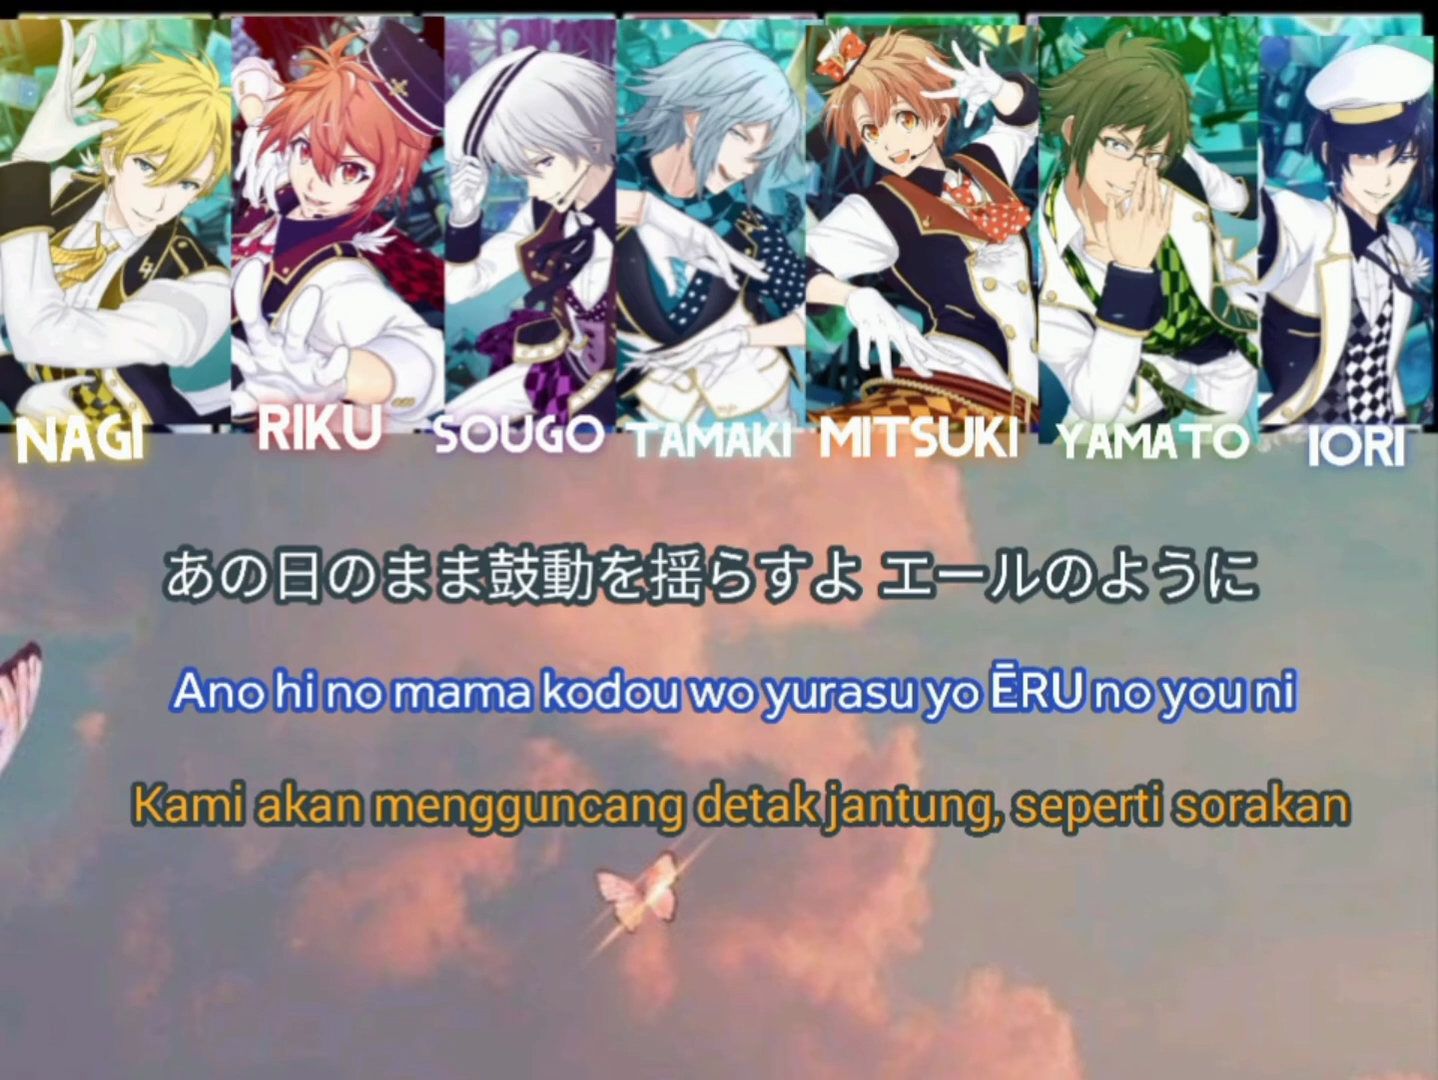 NAGI RIKU SOUGO TAMAKI MITSUKI YAMATO IORI
あの日のまま鼓動を揺らすよ エールのように
Ano hi no mama kodou wo yurasu yo ĒRU no you ni
Kami akan mengguncang detak jantung, seperti sorakan